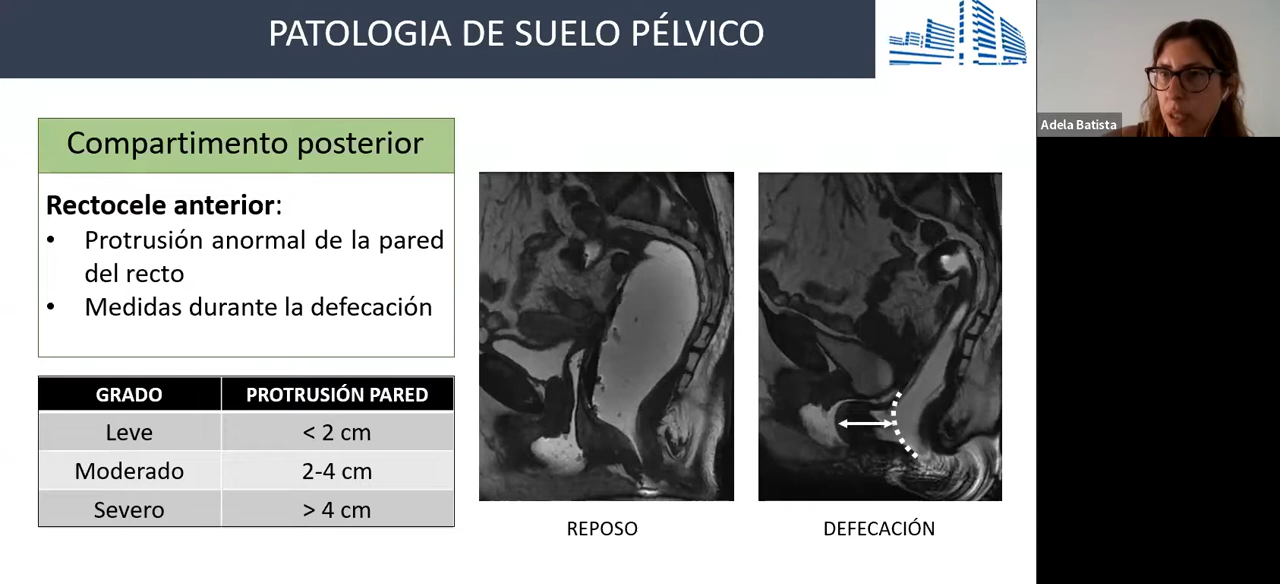 PATOLOGIA DE SUELO PÉLVICO
Adela Batista
Compartimento posterior
Rectocele anterior:
• Protrusión anormal de la pared
del recto
• Medidas durante la defecación
GRADO PROTRUSIÓN PARED
Leve < 2 cm
Moderado 2-4 cm
Severo > 4 cm
REPOSO
DEFECACIÓN